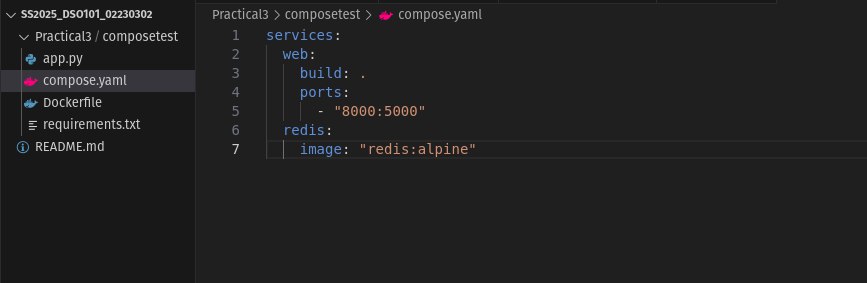 SS2025_DSO101_02230302
Practical3 / composetest
app.py
compose.yaml
Dockerfile
requirements.txt
README.md
Practical3 > composetest > compose.yaml
1 services:
2   web:
3     build: .
4     ports:
5       - "8000:5000"
6   redis:
7     image: "redis:alpine"